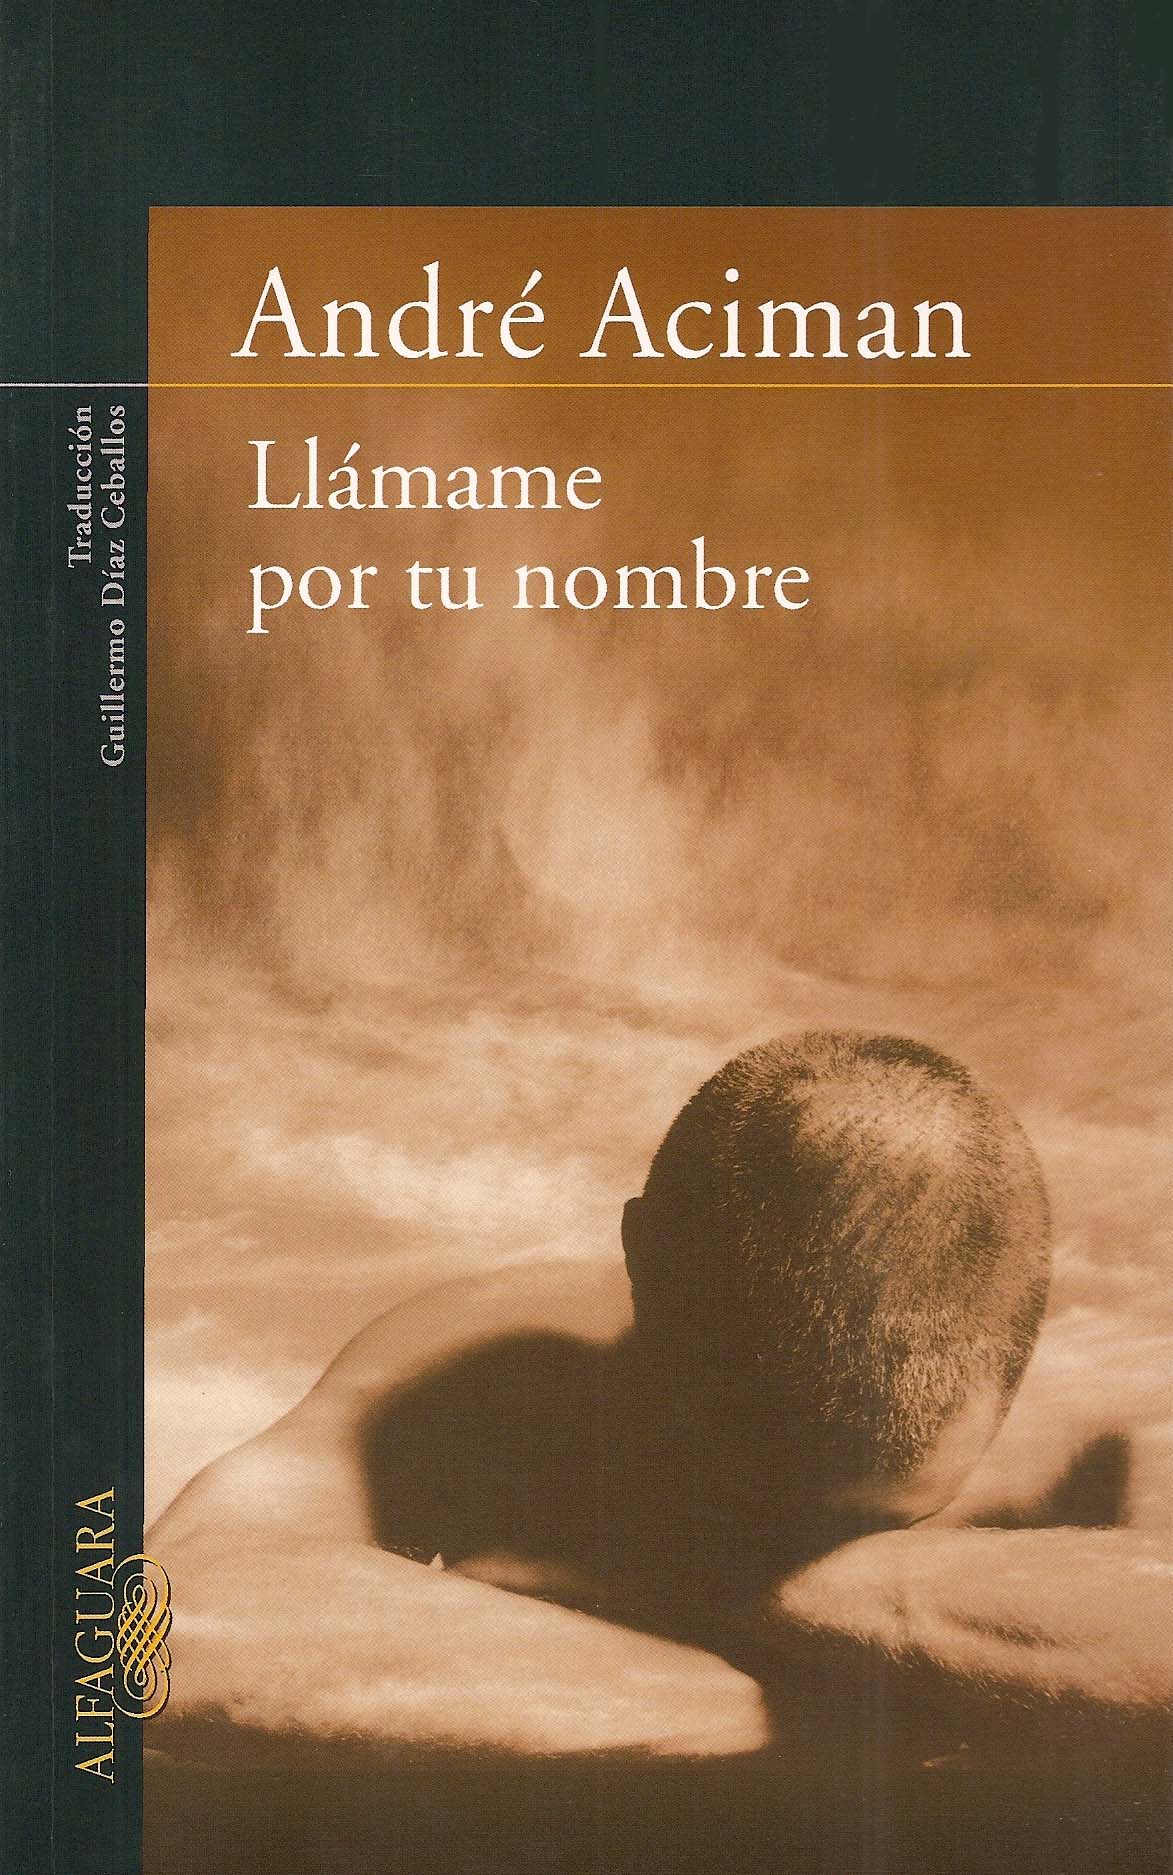 André Aciman
Llámame
por tu nombre
Traducción
Guillermo Díaz Ceballos
ALFAGUARA